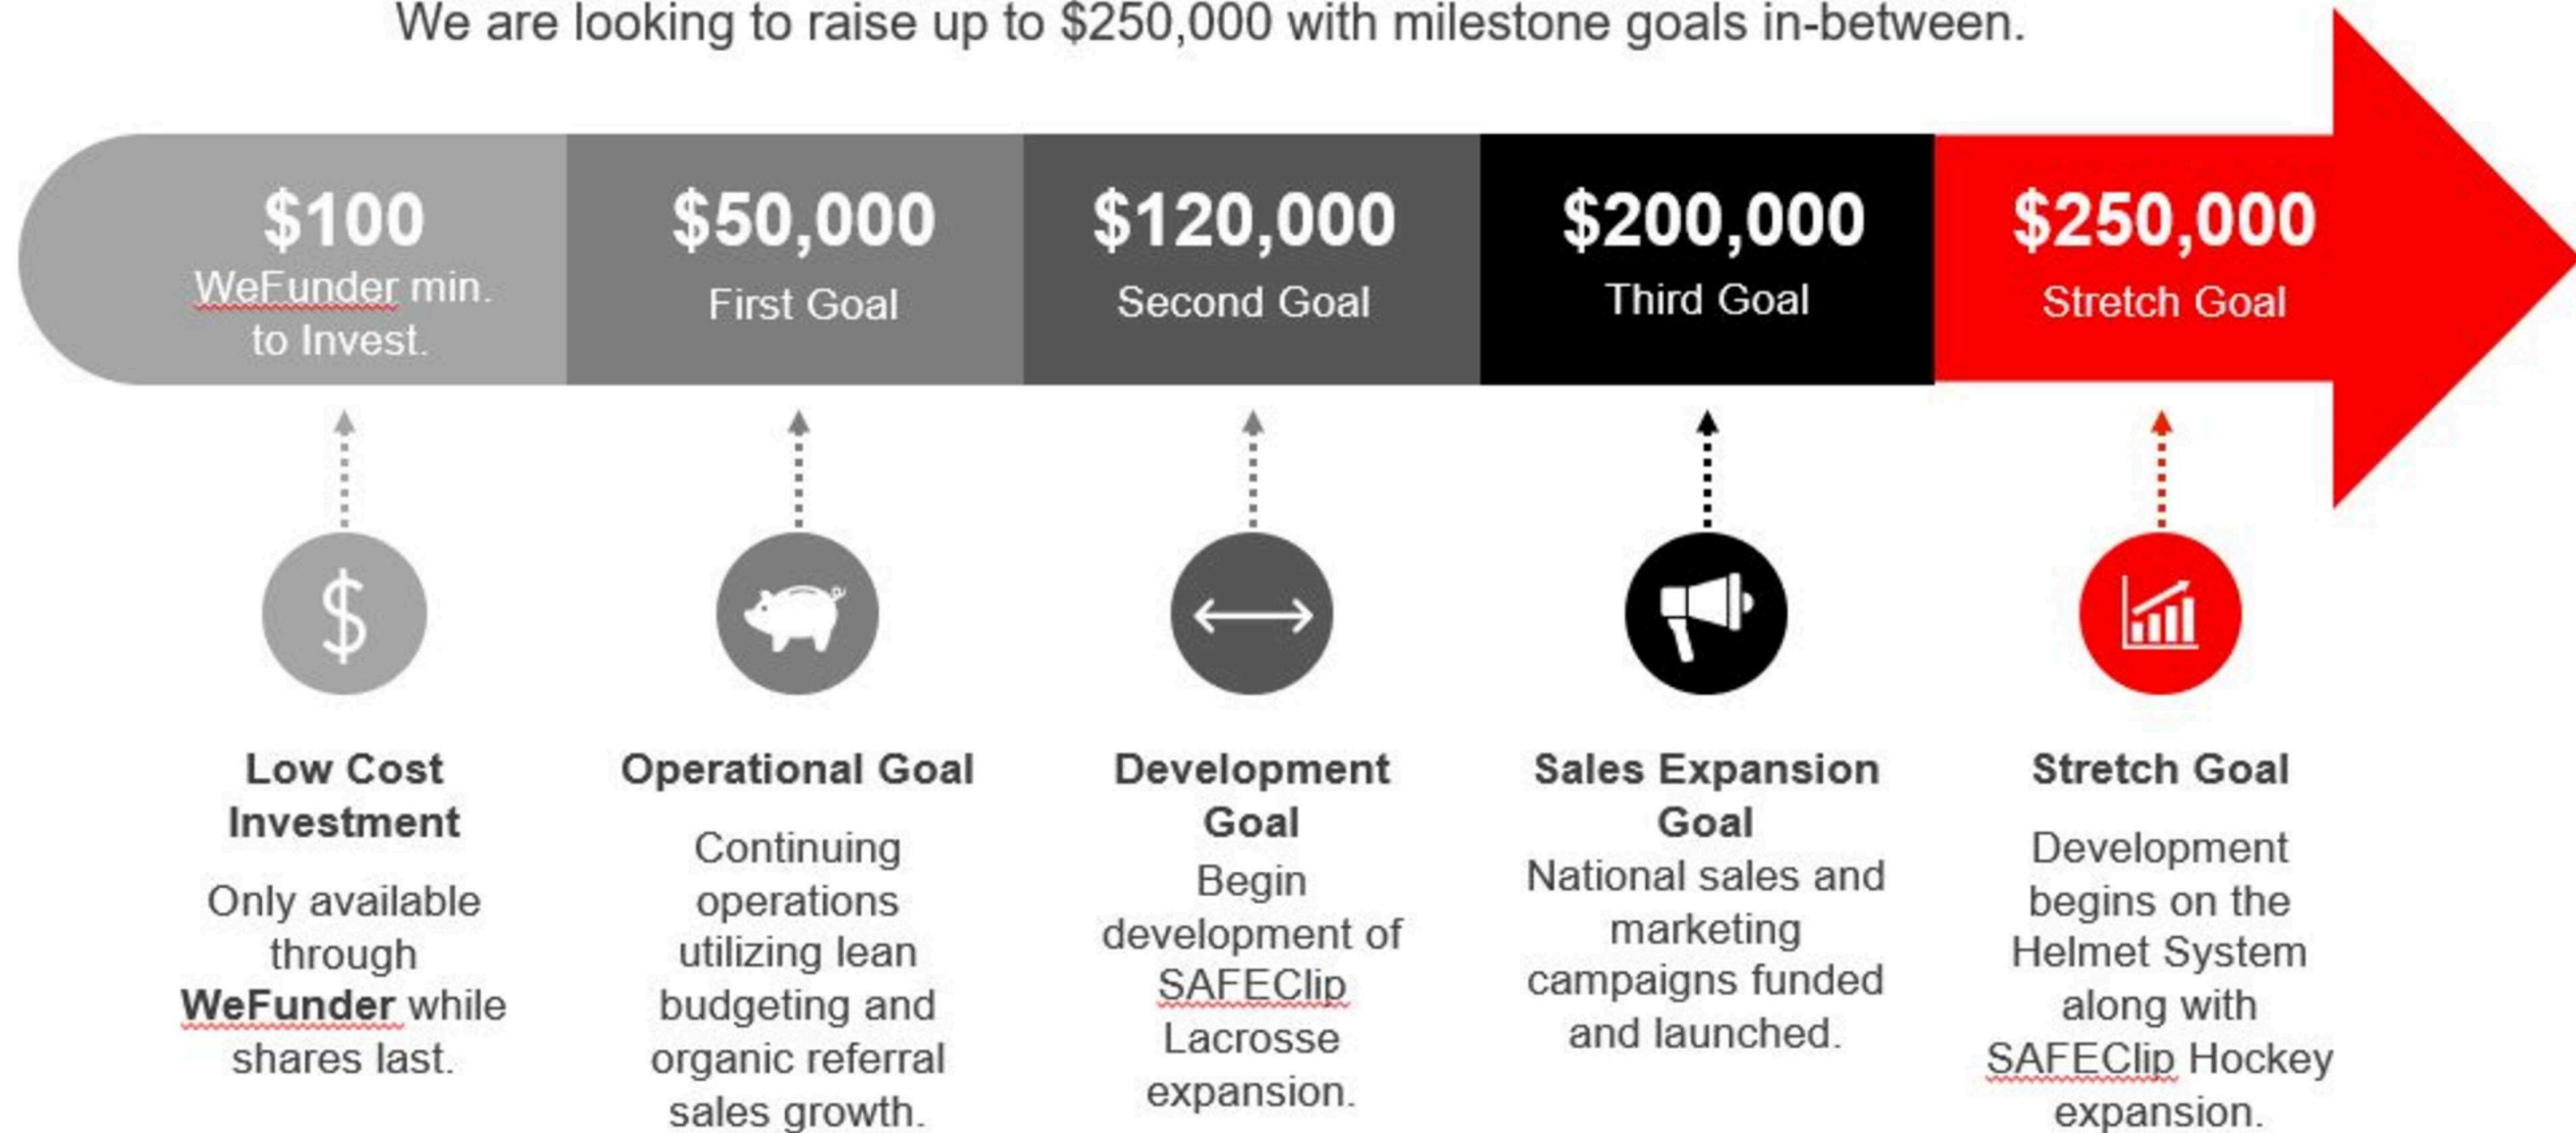 We are looking to raise up to $250,000 with milestone goals in-between.
$100
WeFunder min.
to Invest.
$50,000
First Goal
$120,000
Second Goal
$200,000
Third Goal
$250,000
Stretch Goal
$
Low Cost
Investment
Only available
through
WeFunder while
shares last.
Operational Goal
Continuing
operations
utilizing lean
budgeting and
organic referral
sales growth.
Development
Goal
Begin
development of
SAFEClip
Lacrosse
expansion.
Sales Expansion
Goal
National sales and
marketing
campaigns funded
and launched.
Stretch Goal
Development
begins on the
Helmet System
along with
SAFEClip Hockey
expansion.